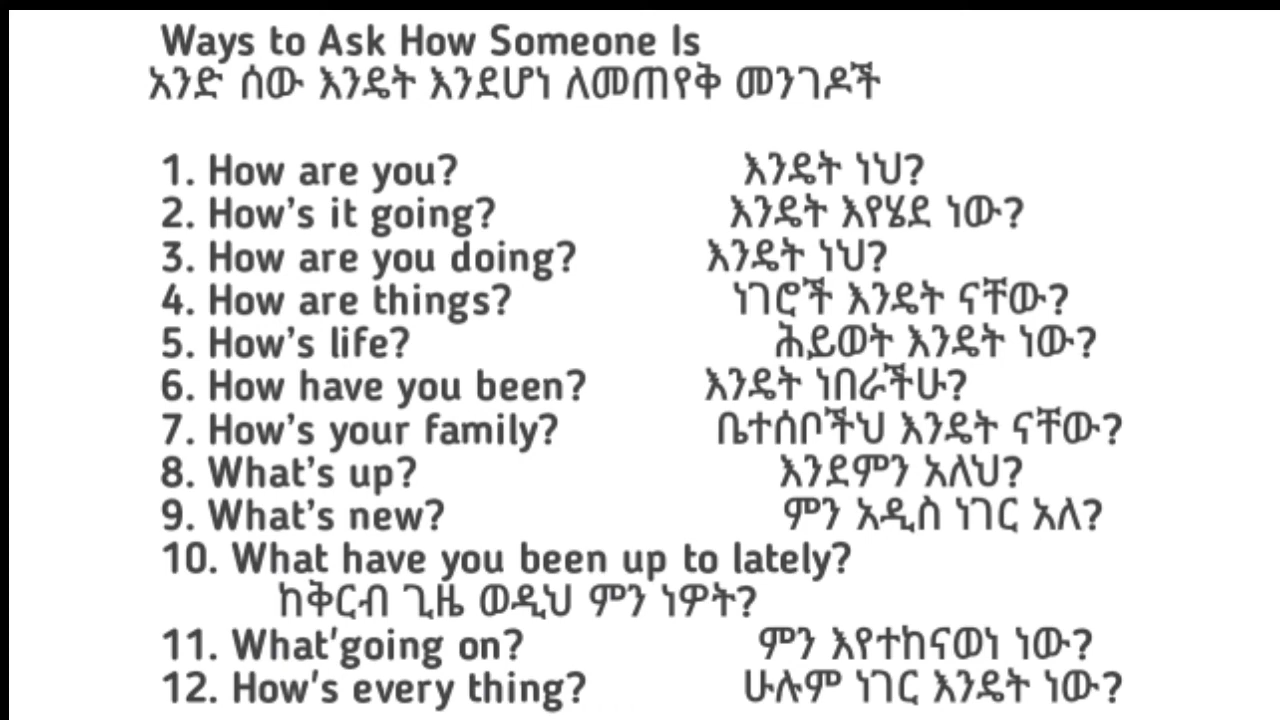 Ways to Ask How Someone Is
አንድ ሰው እንዴት እንደሆነ ለመጠየቅ መንገዶች
1. How are you? እንዴት ነህ?
2. How's it going? እንዴት እየሄደ ነው?
3. How are you doing? እንዴት ነህ?
4. How are things? ነገሮች እንዴት ናቸው?
5. How's life? ሕይወት እንዴት ነው?
6. How have you been? እንዴት ነበራችሁ?
7. How's your family? ቤተሰቦችህ እንዴት ናቸው?
8. What's up? እንደምን አለህ?
9. What's new? ምን አዲስ ነገር አለ?
10. What have you been up to lately?
ከቅርብ ጊዜ ወዲህ ምን ነዎት?
11. What'going on? ምን እየተከናወነ ነው?
12. How's every thing? ሁሉም ነገር እንዴት ነው?